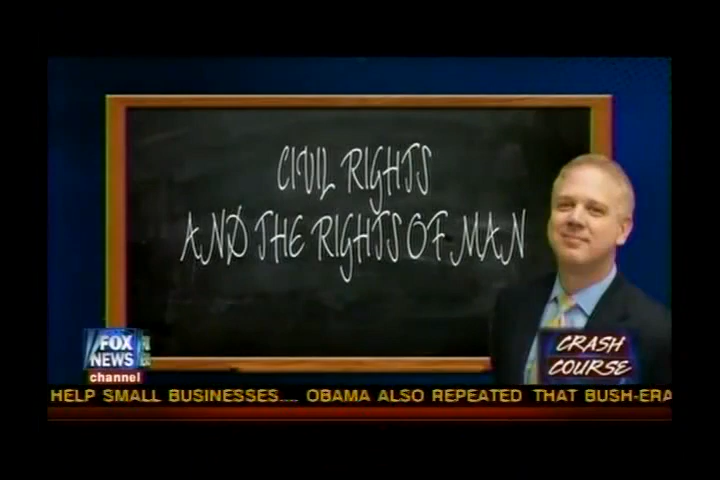 CIVIL RIGHTS
AND THE RIGHTS OF MAN
FOX
NEWS
channel
CRASH
COURSE
HELP SMALL BUSINESSES.... OBAMA ALSO REPEATED THAT BUSH-ERA